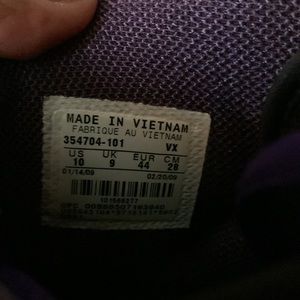 MADE IN VIETNAM
FABRIQUE AU VIETNAM
354704-101 VX
US UK EUR CM
10 9 44 28
01/14/09 02/20/09
UPC